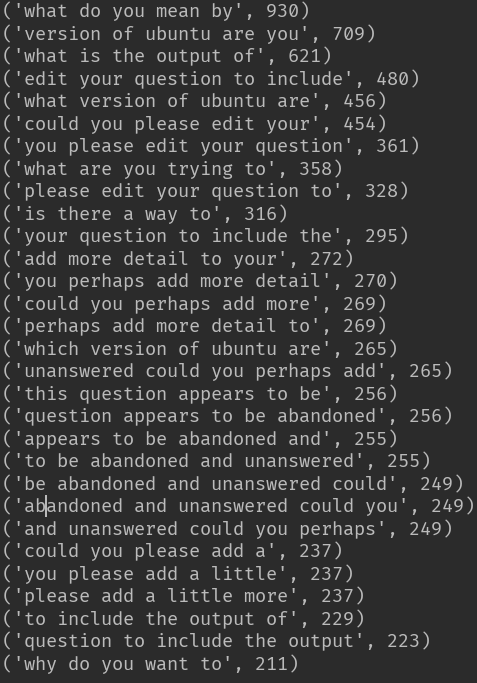 ('what do you mean by', 930)
('version of ubuntu are you', 709)
('what is the output of', 621)
('edit your question to include', 480)
('what version of ubuntu are', 456)
('could you please edit your', 454)
('you please edit your question', 361)
('what are you trying to', 358)
('please edit your question to', 328)
('is there a way to', 316)
('your question to include the', 295)
('add more detail to your', 272)
('you perhaps add more detail', 270)
('could you perhaps add more', 269)
('perhaps add more detail to', 269)
('which version of ubuntu are', 265)
('unanswered could you perhaps add', 265)
('this question appears to be', 256)
('question appears to be abandoned', 256)
('appears to be abandoned and', 255)
('to be abandoned and unanswered', 255)
('be abandoned and unanswered could', 249)
('abandoned and unanswered could you', 249)
('and unanswered could you perhaps', 249)
('could you please add a', 237)
('you please add a little', 237)
('please add a little more', 237)
('to include the output of', 229)
('question to include the output', 223)
('why do you want to', 211)